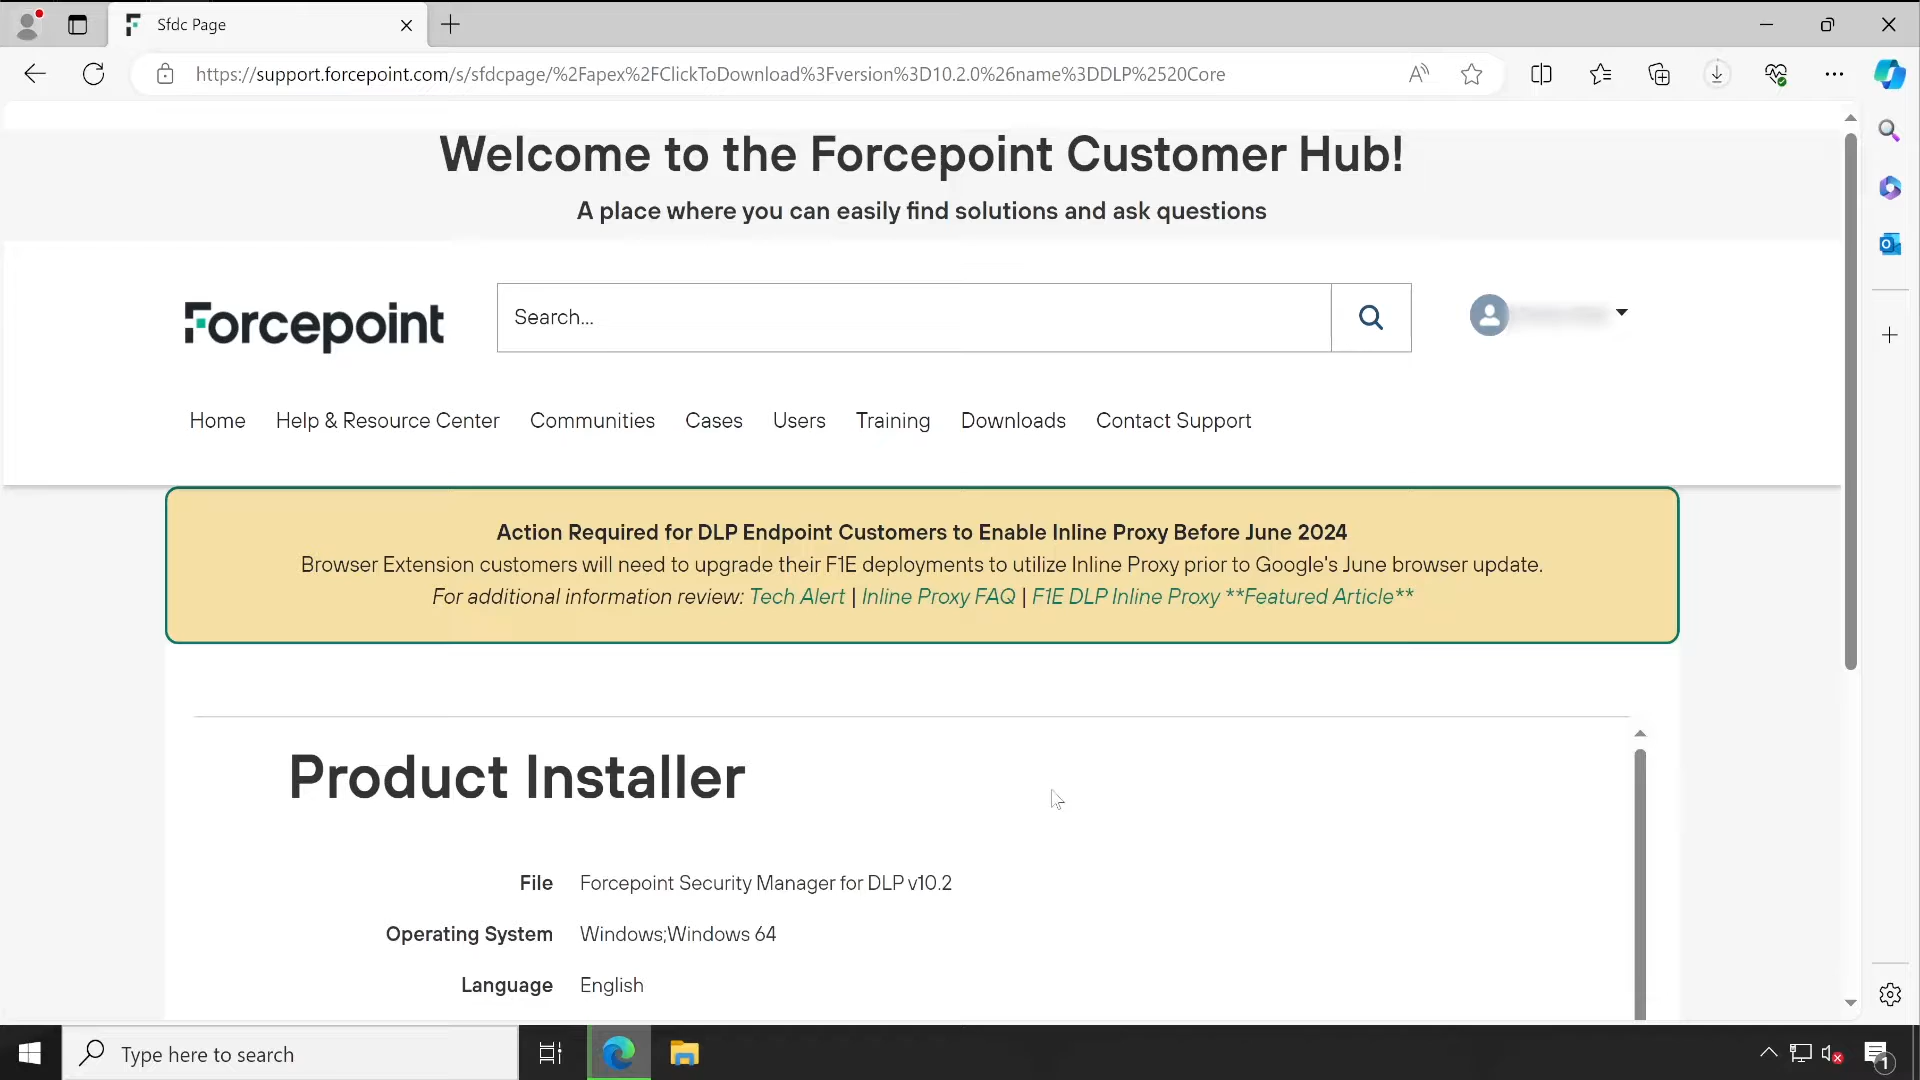 Sfdc Page
https://support.forcepoint.com/s/sfdcpage/%2Fapex%2FClickToDownload%3Fversion%3D10.2.0%26name%3DDLP%2520Core
Welcome to the Forcepoint Customer Hub!
A place where you can easily find solutions and ask questions
Forcepoint
Search...
Home Help & Resource Center Communities Cases Users Training Downloads Contact Support
Action Required for DLP Endpoint Customers to Enable Inline Proxy Before June 2024
Browser Extension customers will need to upgrade their F1E deployments to utilize Inline Proxy prior to Google's June browser update.
For additional information review: Tech Alert | Inline Proxy FAQ | F1E DLP Inline Proxy **Featured Article**
Product Installer
File Forcepoint Security Manager for DLP v10.2
Operating System Windows;Windows 64
Language English
Type here to search
1